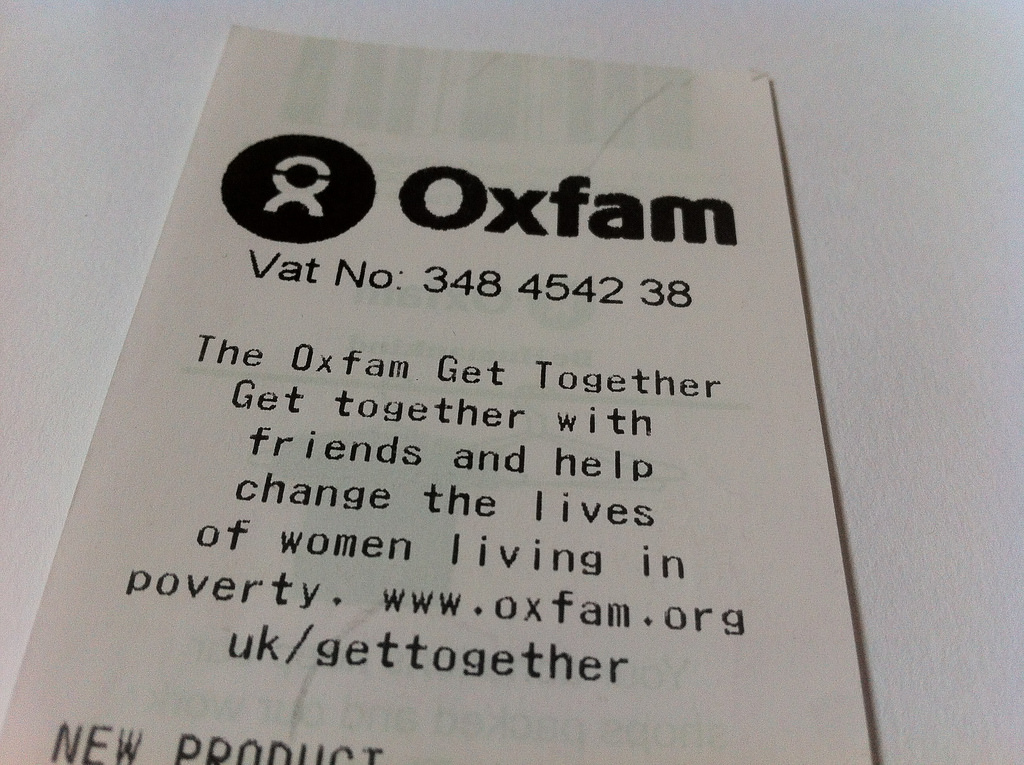 Oxfam
Vat No: 348 4542 38
The Oxfam Get Together
Get together with
friends and help
change the lives
of women living in
poverty. www.oxfam.org
uk/gettogether
NEW PRODUCT